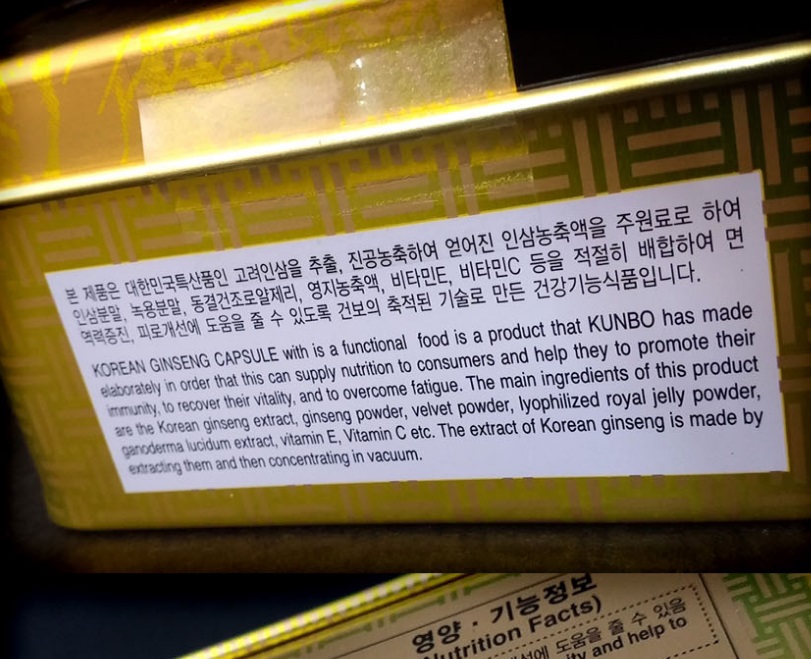 본 제품은 대한민국특산품인 고려인삼을 추출, 진공농축하여 얻어진 인삼농축액을 주원료로 하여
인삼분말, 녹용분말, 동결건조로얄제리, 영지농축액, 비타민E, 비타민C 등을 적절히 배합하여 면
역력증진, 피로개선에 도움을 줄 수 있도록 건보의 축적된 기술로 만든 건강기능식품입니다.
KOREAN GINSENG CAPSULE with is a functional food is a product that KUNBO has made
elaborately in order that this can supply nutrition to consumers and help they to promote their
immunity, to recover their vitality, and to overcome fatigue. The main ingredients of this product
are the Korean ginseng extract, ginseng powder, velvet powder, lyophilized royal jelly powder,
ganoderma lucidum extract, vitamin E, Vitamin C etc. The extract of Korean ginseng is made by
extracting them and then concentrating in vacuum.
영양 · 기능정보
Nutrition Facts)
도움을 줄 수 있음
and help to